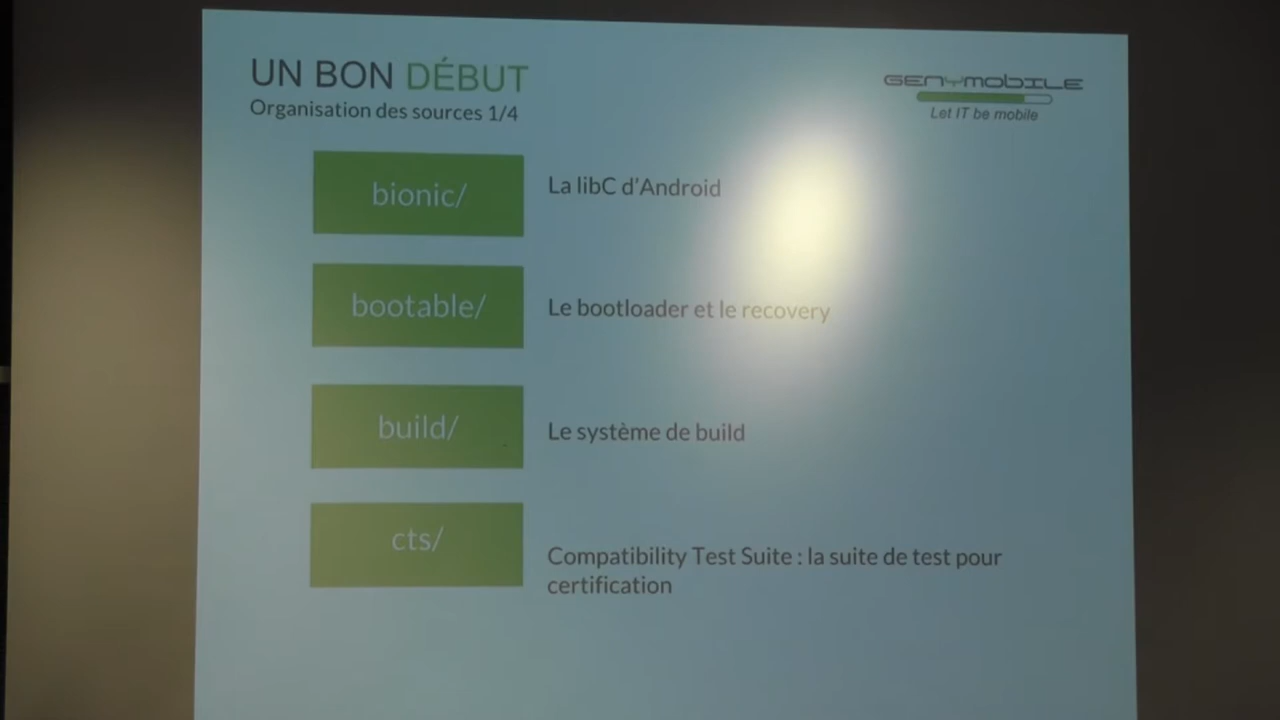 UN BON DÉBUT
Organisation des sources 1/4
GENYMOBILE
Let IT be mobile
bionic/
La libC d'Android
bootable/
Le bootloader et le recovery
build/
Le système de build
cts/
Compatibility Test Suite : la suite de test pour
certification